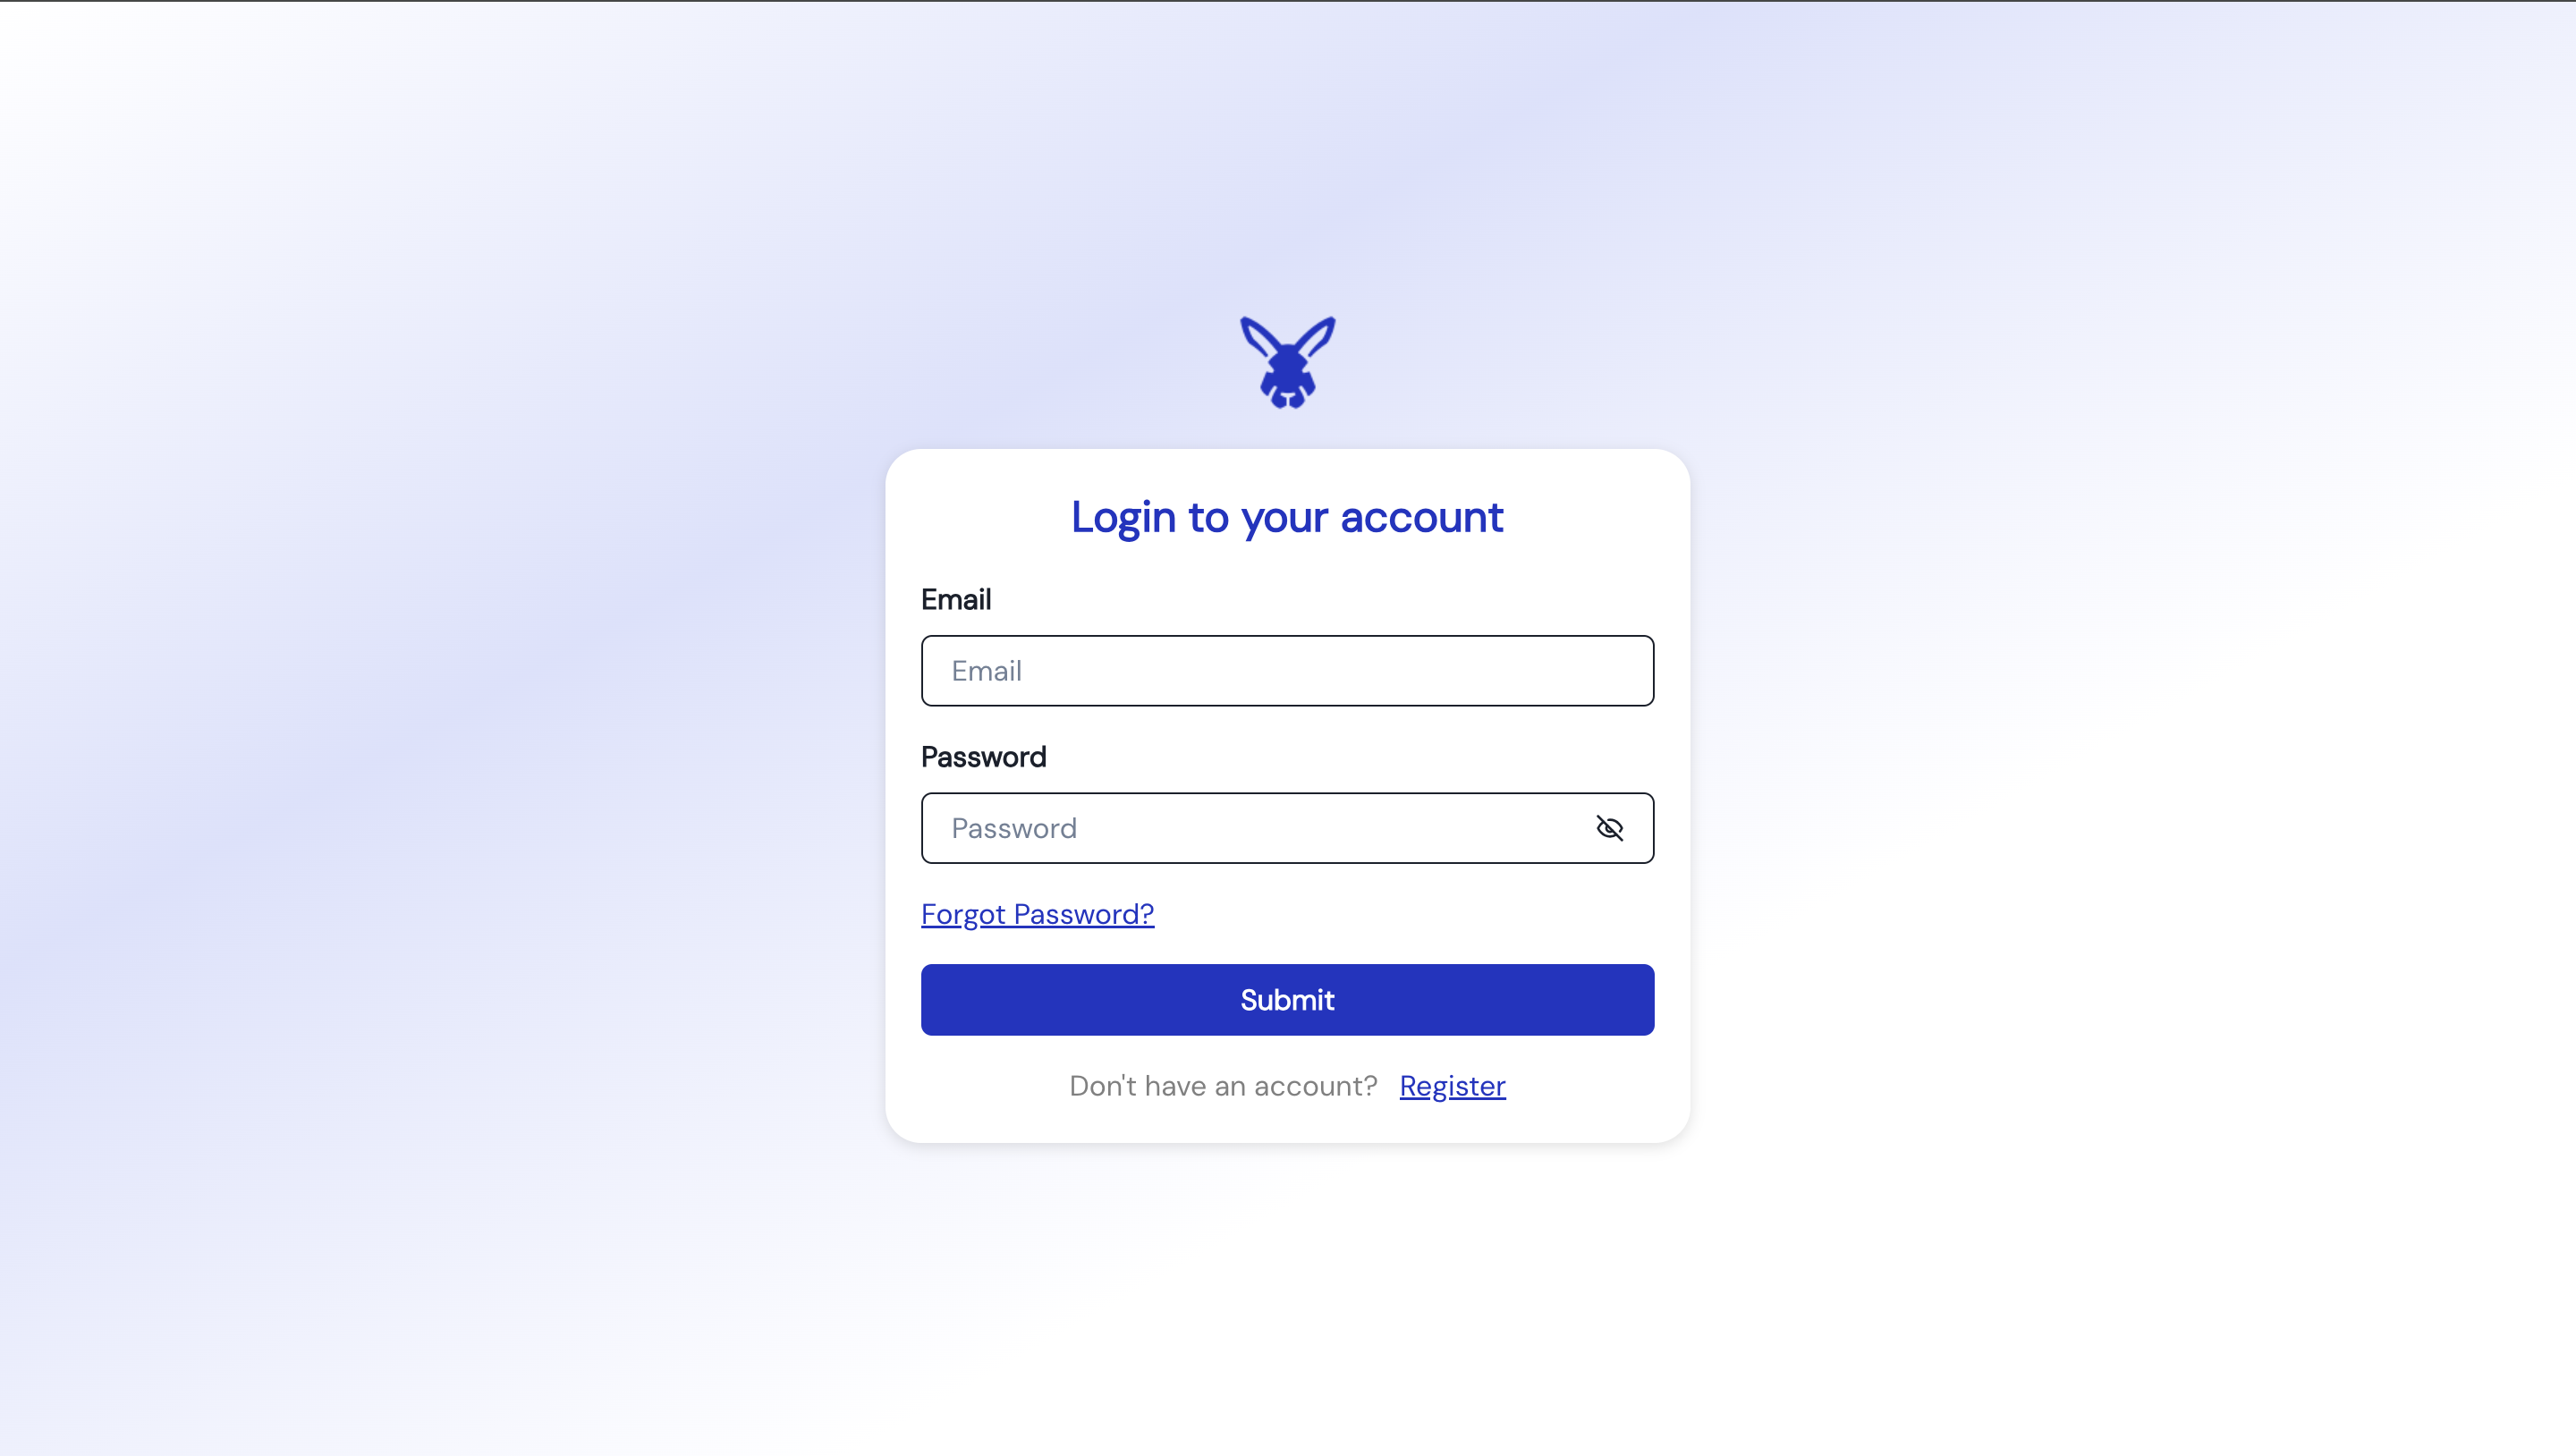 Login to your account
Email
Email
Password
Password
Forgot Password?
Submit
Don't have an account? Register